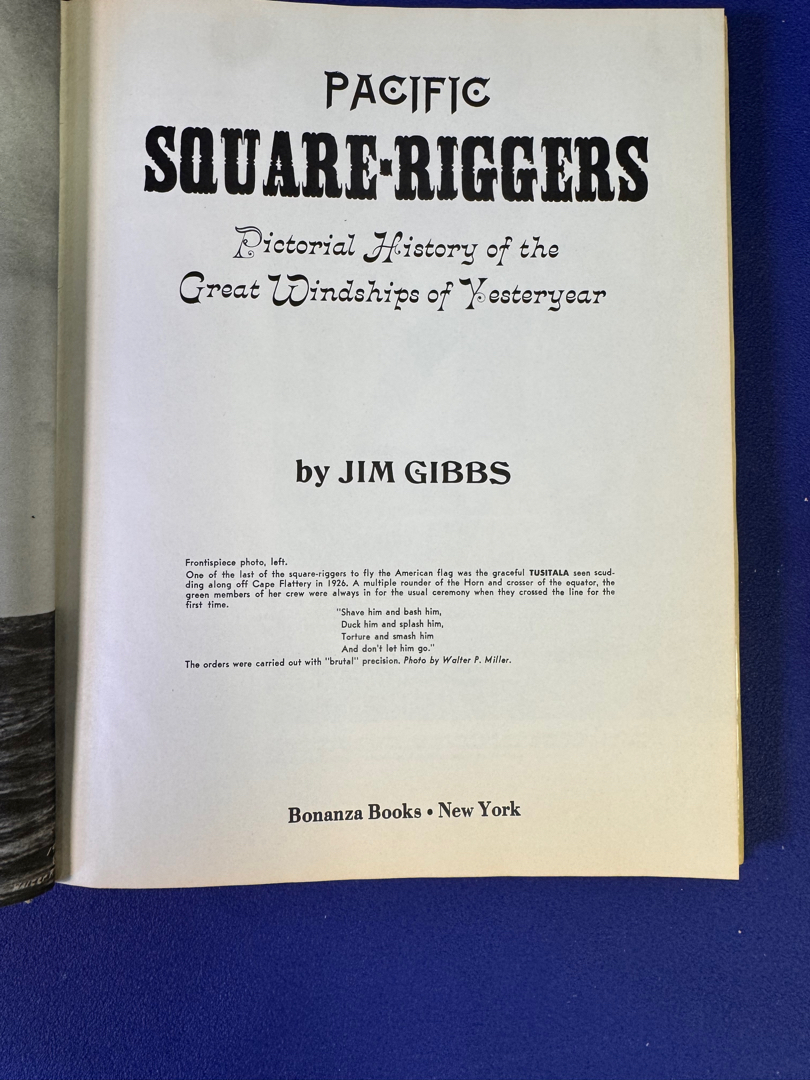 PACIFIC
SQUARE-RIGGERS
Pictorial History of the
Great Windships of Yesteryear
by JIM GIBBS
Frontispiece photo, left.
One of the last of the square-riggers to fly the American flag was the graceful TUSITALA seen scud-
ding along off Cape Flattery in 1926. A multiple rounder of the Horn and crosser of the equator, the
green members of her crew were always in for the usual ceremony when they crossed the line for the
first time.
"Shave him and bash him,
Duck him and splash him,
Torture and smash him
And don't let him go."
The orders were carried out with "brutal" precision. Photo by Walter P. Miller.
Bonanza Books • New York